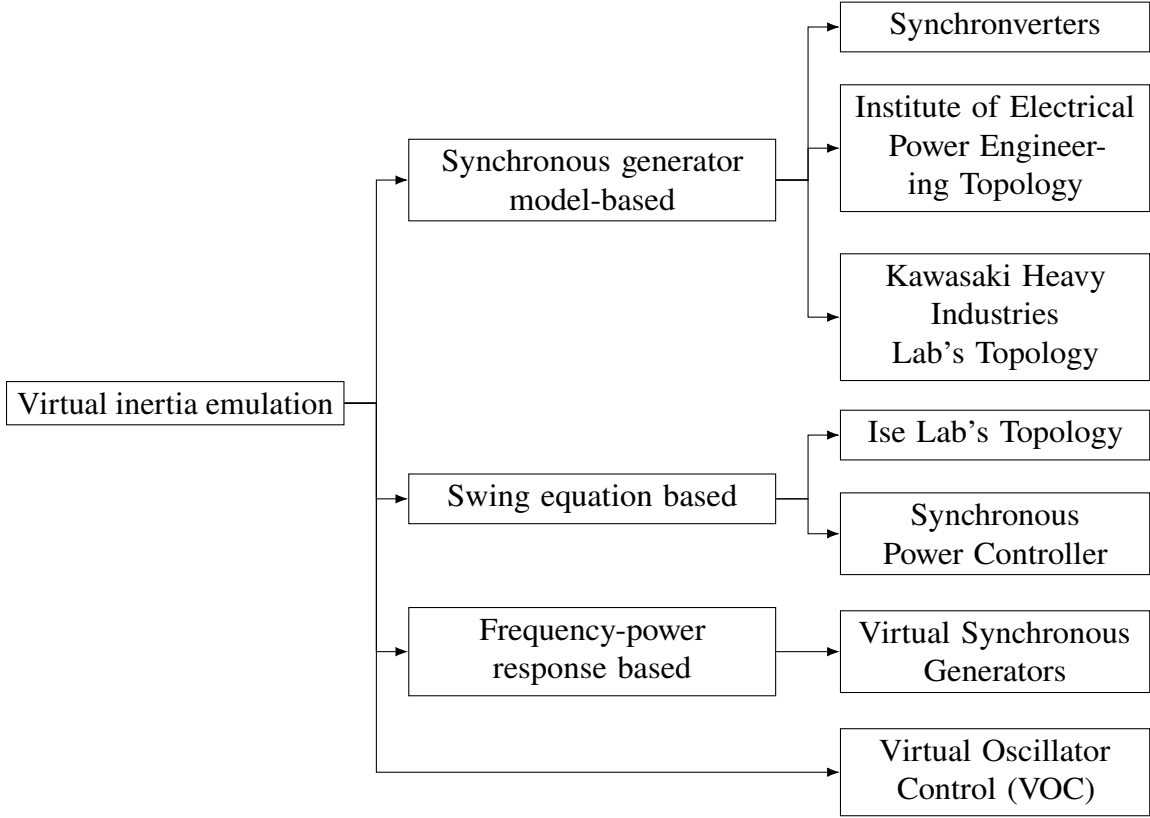 Synchronverters
Institute of Electrical
Power Engineer-
ing Topology
Synchronous generator
model-based
Kawasaki Heavy
Industries
Lab's Topology
Virtual inertia emulation
Ise Lab's Topology
Swing equation based
Synchronous
Power Controller
Frequency-power
response based
Virtual Synchronous
Generators
Virtual Oscillator
Control (VOC)